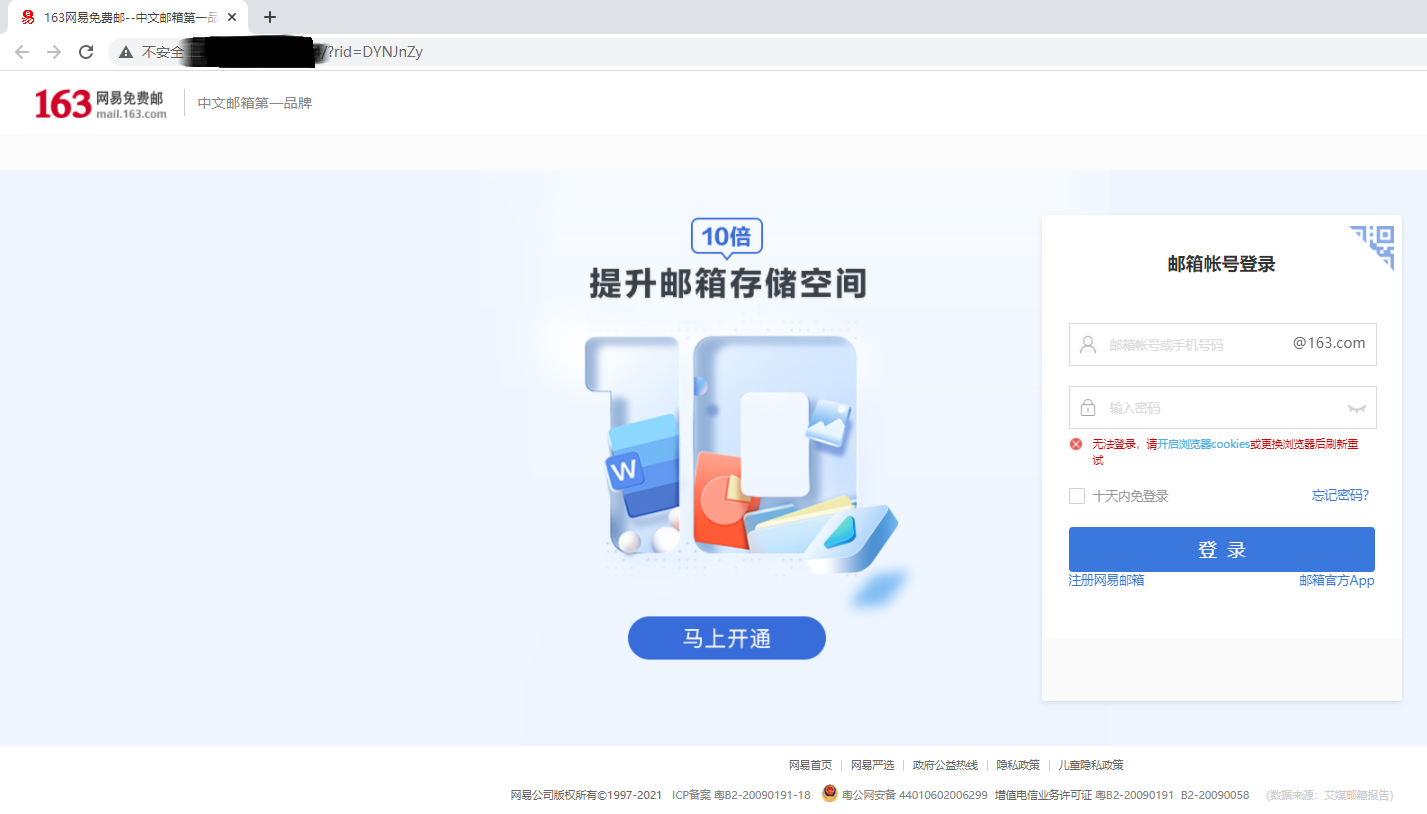 163网易免费邮--中文邮箱第一品
不安全
/?rid=DYNJnZy
163 网易免费邮
mail.163.com
中文邮箱第一品牌
10倍
提升邮箱存储空间
10
W
马上开通
邮箱帐号登录
邮箱帐号或手机号码
@163.com
输入密码
无法登录，请开启浏览器cookies或更换浏览器后刷新重
试
十天内免登录
忘记密码?
登 录
注册网易邮箱
邮箱官方App
网易首页 | 网易严选 | 政府公益热线 | 隐私政策 | 儿童隐私政策
网易公司版权所有©1997-2021 ICP备案 粤B2-20090191-18 粤公网安备 44010602006299 增值电信业务许可证 粤B2-20090191 B2-20090058 (数据来源：艾媒邮箱报告)